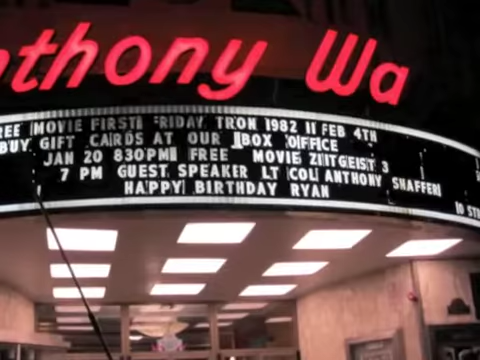 nthony Wa
REE MOVIE FIRST FRIDAY TRON 1982 11 FEB 4TH
BUY GIFT CARDS AT OUR BOX OFFICE
JAN 20 830PM FREE MOVIE ZEITGEIST 3
7 PM GUEST SPEAKER LT COL ANTHONY SHAFFER
HAPPY BIRTHDAY RYAN